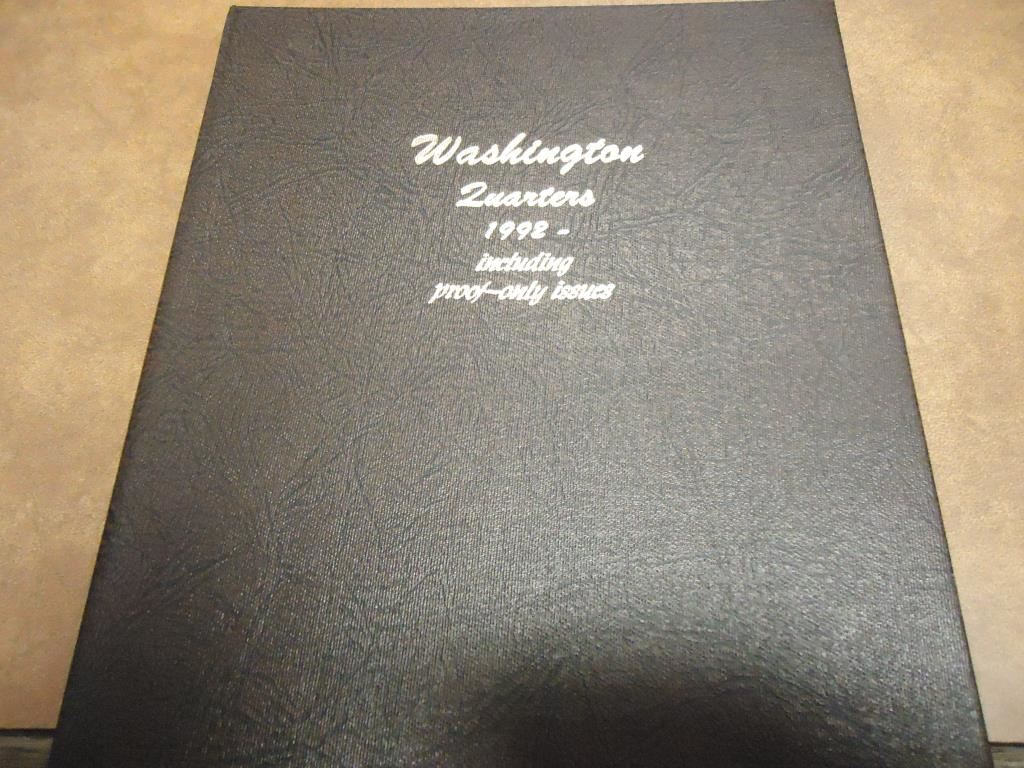 Washington
Quarters
1992 -
including
proof-only issues